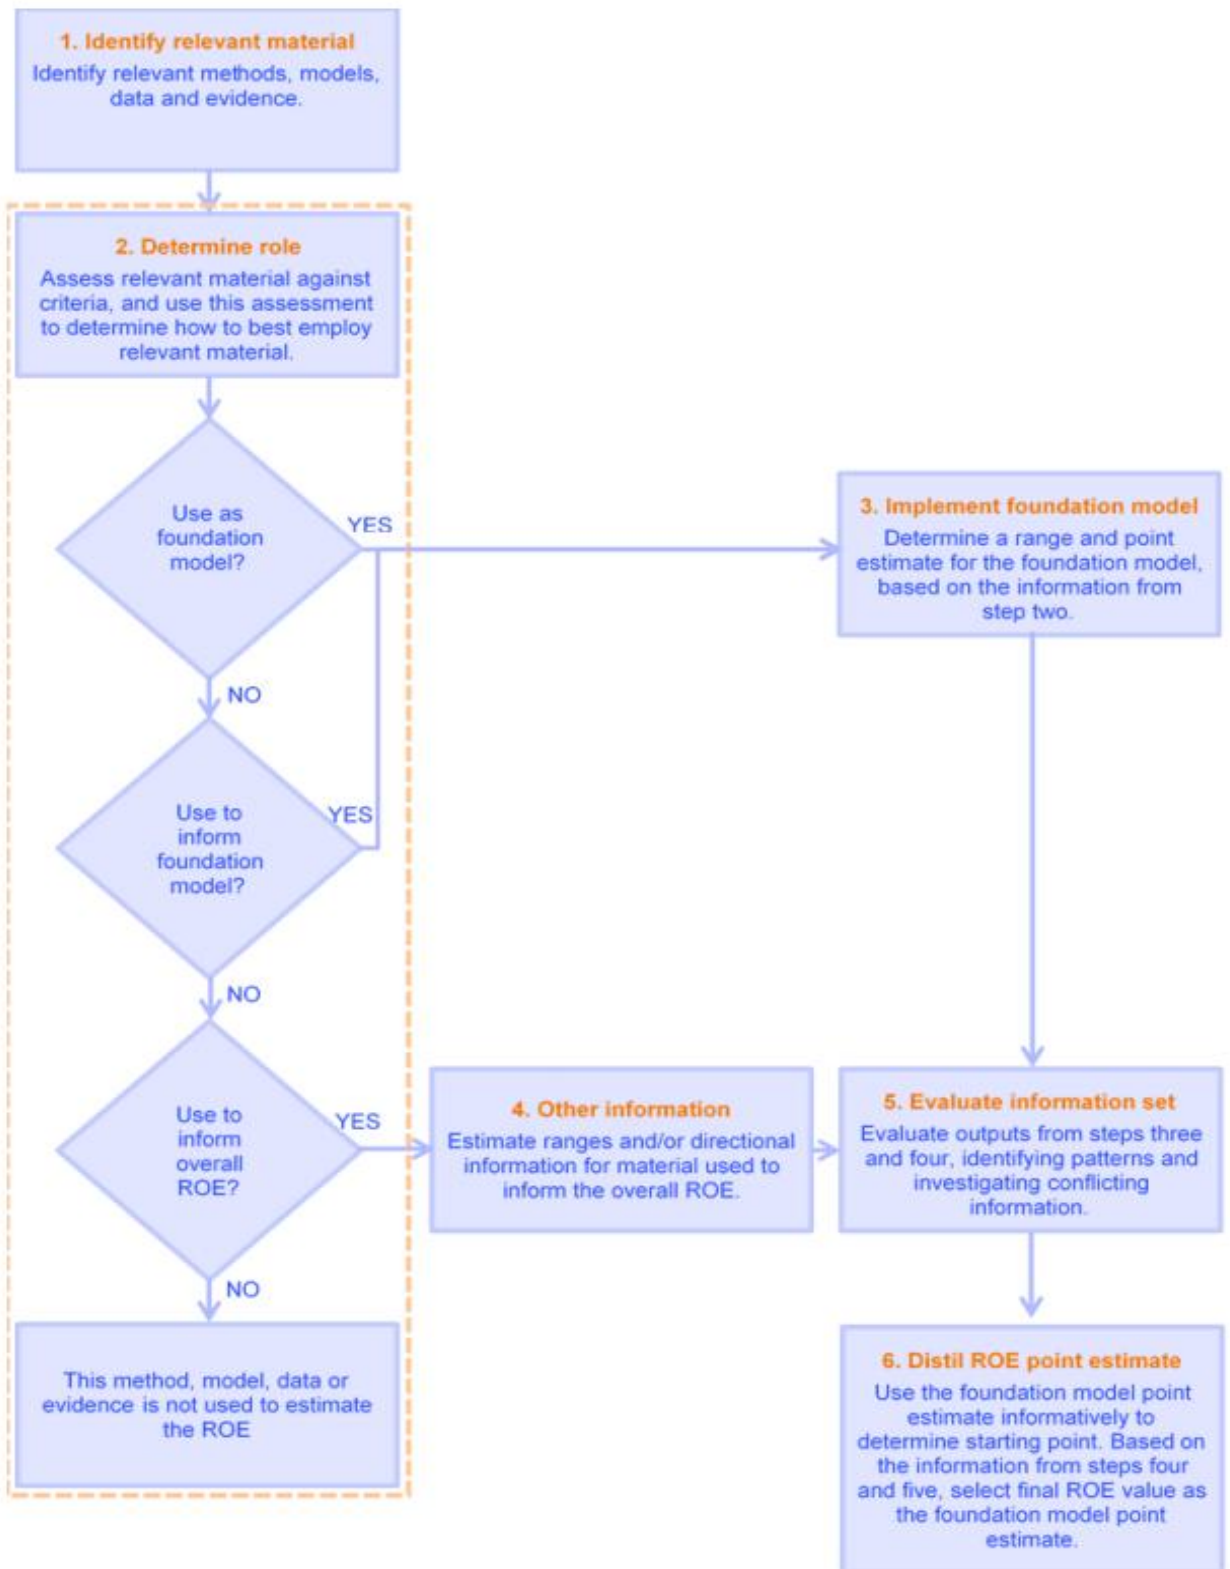 1. Identify relevant material
Identify relevant methods, models,
data and evidence.
2. Determine role
Assess relevant material against
criteria, and use this assessment
to determine how to best employ
relevant material.
Use as
foundation
model?
YES
3. Implement foundation model
Determine a range and point
estimate for the foundation model,
based on the information from
step two.
NO
Use to
inform
foundation
model?
YES
NO
Use to
inform
overall
ROE?
YES
4. Other information
Estimate ranges and/or directional
information for material used to
inform the overall ROE.
5. Evaluate information set
Evaluate outputs from steps three
and four, identifying patterns and
investigating conflicting
information.
NO
This method, model, data or
evidence is not used to estimate
the ROE
6. Distil ROE point estimate
Use the foundation model point
estimate informatively to
determine starting point. Based on
the information from steps four
and five, select final ROE value as
the foundation model point
estimate.